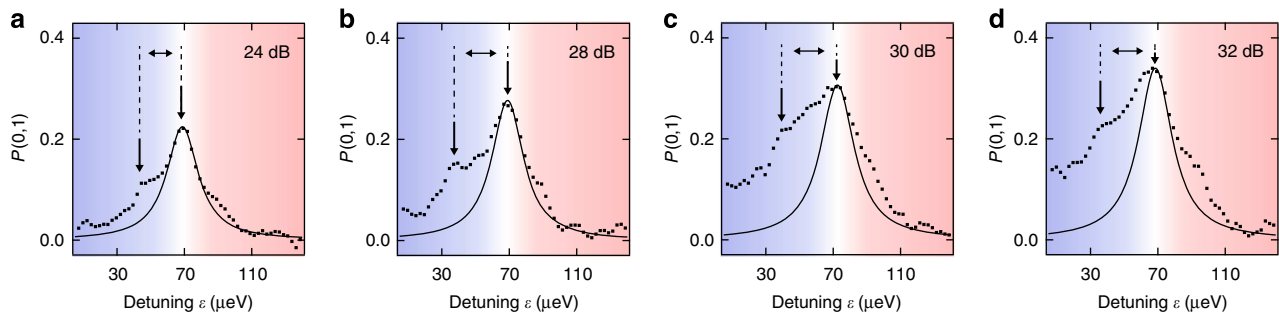 a
24 dB
P(0,1)
0.4
0.2
0.0
30 70 110
Detuning ε (µeV)
b
28 dB
P(0,1)
0.4
0.2
0.0
30 70 110
Detuning ε (µeV)
c
30 dB
P(0,1)
0.4
0.2
0.0
30 70 110
Detuning ε (µeV)
d
32 dB
P(0,1)
0.4
0.2
0.0
30 70 110
Detuning ε (µeV)